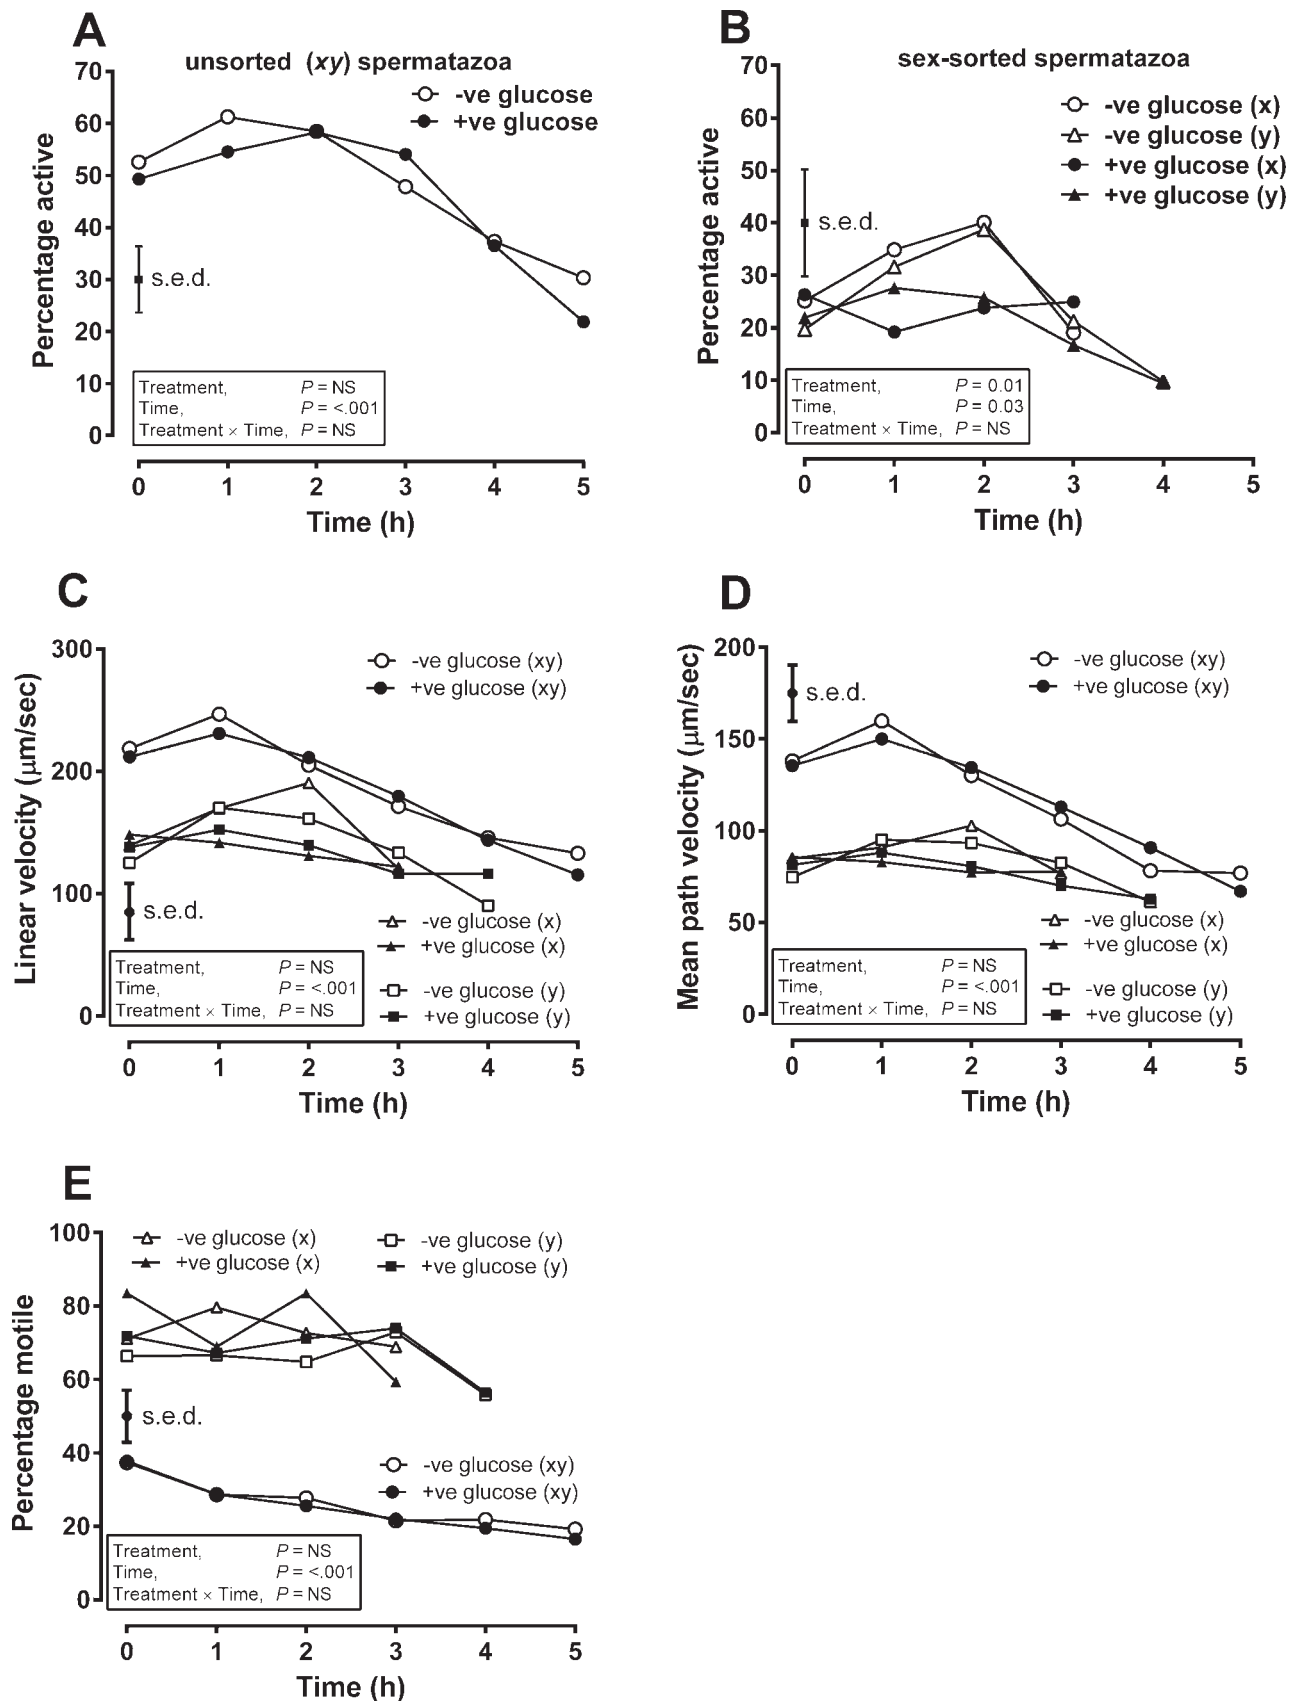 A
unsorted (xy) spermatazoa
-ve glucose
+ve glucose
Percentage active
70
60
50
40
30
20
10
0
s.e.d.
Treatment, P = NS
Time, P = <.001
Treatment × Time, P = NS
0 1 2 3 4 5
Time (h)
B
sex-sorted spermatazoa
-ve glucose (x)
-ve glucose (y)
+ve glucose (x)
+ve glucose (y)
Percentage active
70
60
50
40
30
20
10
0
s.e.d.
Treatment, P = 0.01
Time, P = 0.03
Treatment × Time, P = NS
0 1 2 3 4 5
Time (h)
C
-ve glucose (xy)
+ve glucose (xy)
Linear velocity (µm/sec)
300
200
100
0
s.e.d.
-ve glucose (x)
+ve glucose (x)
-ve glucose (y)
+ve glucose (y)
Treatment, P = NS
Time, P = <.001
Treatment × Time, P = NS
0 1 2 3 4 5
Time (h)
D
-ve glucose (xy)
+ve glucose (xy)
Mean path velocity (µm/sec)
200
150
100
50
0
s.e.d.
-ve glucose (x)
+ve glucose (x)
-ve glucose (y)
+ve glucose (y)
Treatment, P = NS
Time, P = <.001
Treatment × Time, P = NS
0 1 2 3 4 5
Time (h)
E
-ve glucose (x)
+ve glucose (x)
-ve glucose (y)
+ve glucose (y)
Percentage motile
100
80
60
40
20
0
s.e.d.
-ve glucose (xy)
+ve glucose (xy)
Treatment, P = NS
Time, P = <.001
Treatment × Time, P = NS
0 1 2 3 4 5
Time (h)